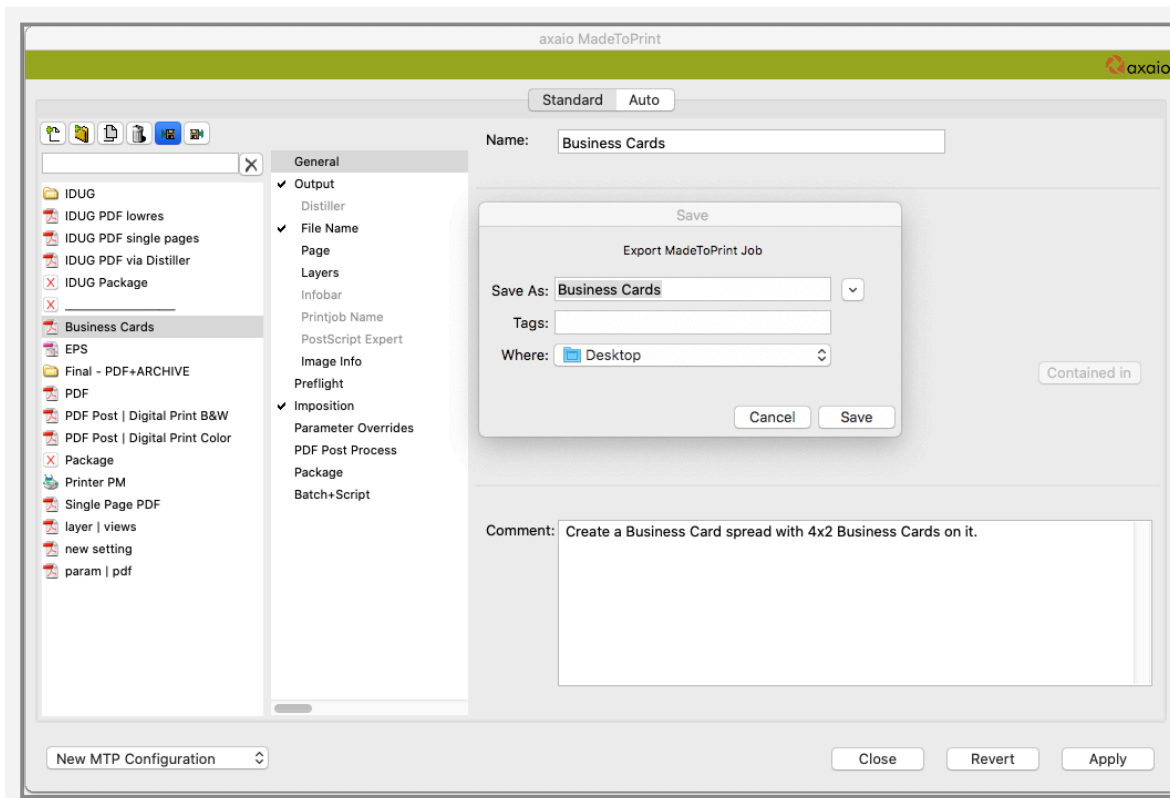 axaio MadeToPrint
axaio
Standard Auto
Name: Business Cards
IDUG
IDUG PDF lowres
IDUG PDF single pages
IDUG PDF via Distiller
IDUG Package
___________________
Business Cards
EPS
Final - PDF+ARCHIVE
PDF
PDF Post | Digital Print B&W
PDF Post | Digital Print Color
Package
Printer PM
Single Page PDF
layer | views
new setting
param | pdf
General
Output
Distiller
File Name
Page
Layers
Infobar
Printjob Name
PostScript Expert
Image Info
Preflight
Imposition
Parameter Overrides
PDF Post Process
Package
Batch+Script
Save
Export MadeToPrint Job
Save As: Business Cards
Tags:
Where: Desktop
Cancel Save
Contained in
Comment: Create a Business Card spread with 4x2 Business Cards on it.
New MTP Configuration
Close Revert Apply